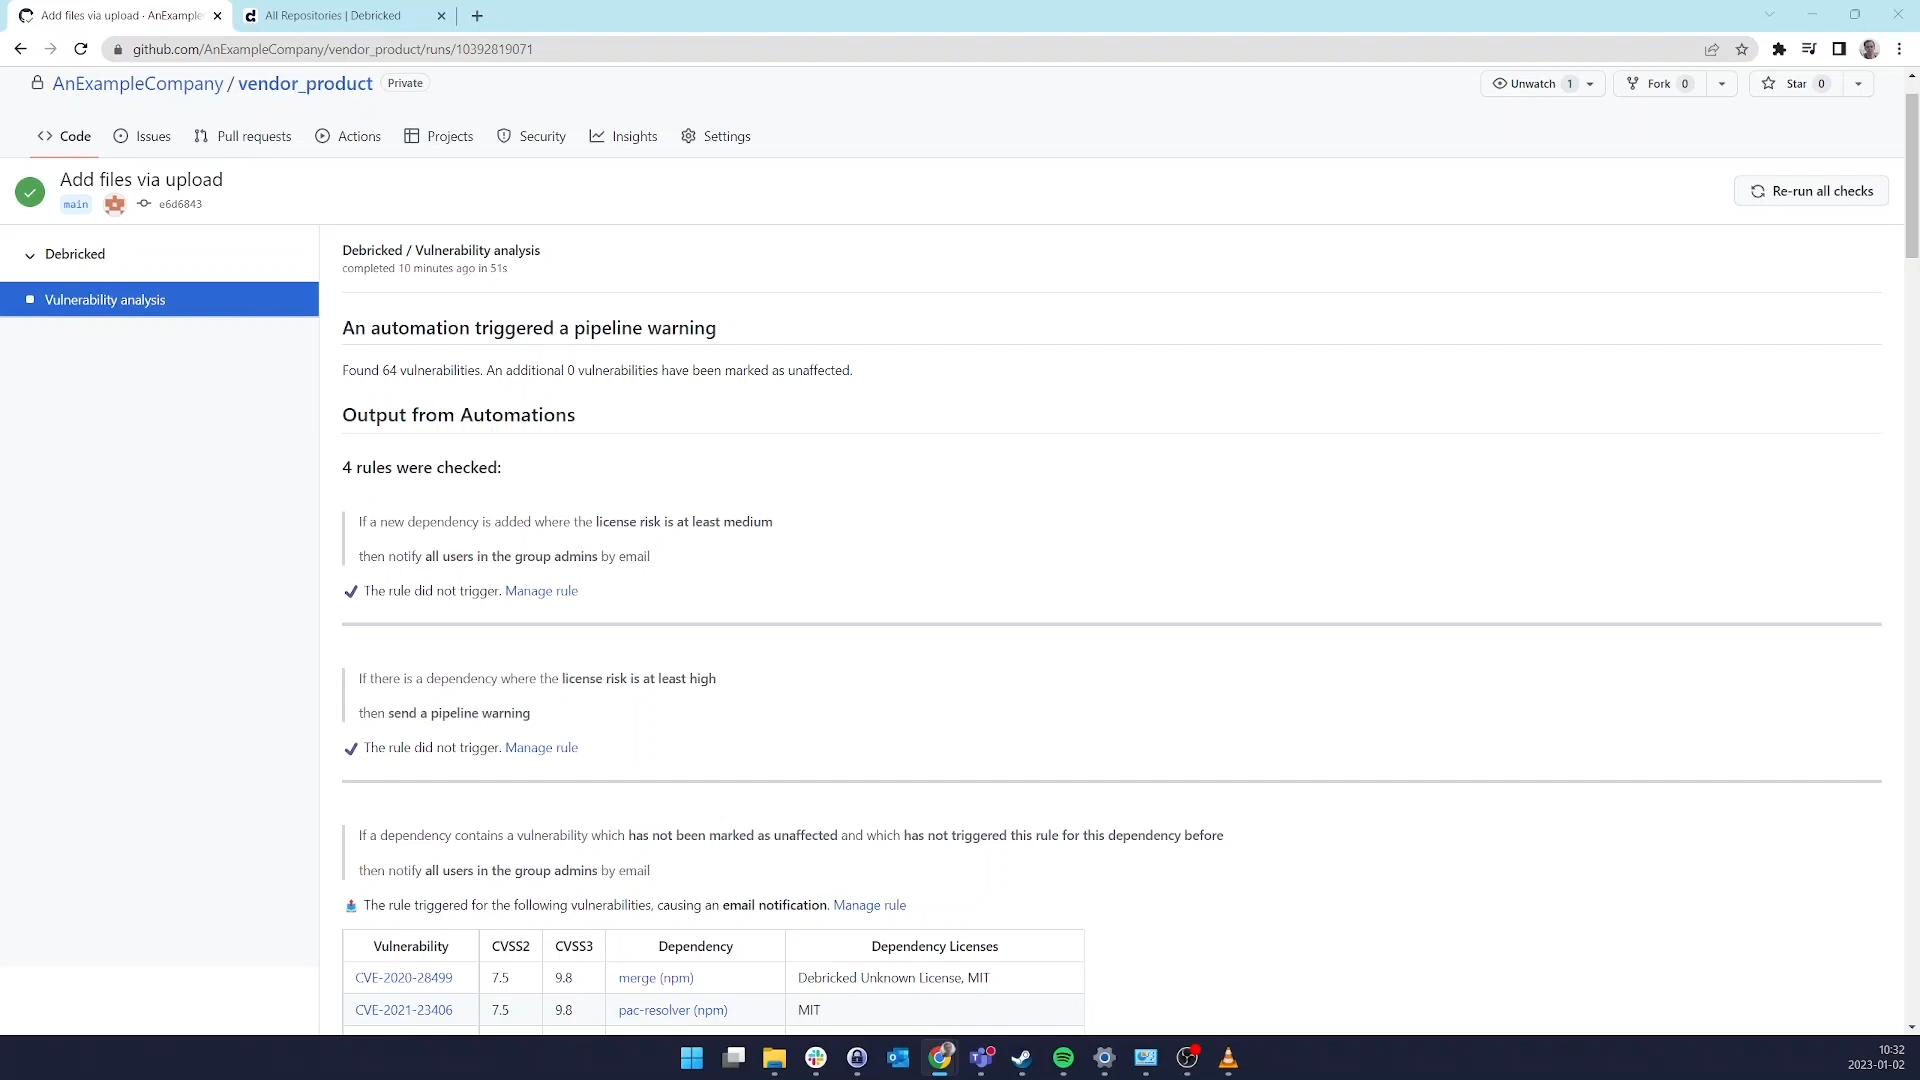 Add files via upload · AnExample
All Repositories | Debricked
github.com/AnExampleCompany/vendor_product/runs/10392819071
AnExampleCompany / vendor_product Private
Unwatch 1
Fork 0
Star 0
Code
Issues
Pull requests
Actions
Projects
Security
Insights
Settings
Add files via upload
main
e6d6843
Re-run all checks
Debricked
Vulnerability analysis
Debricked / Vulnerability analysis
completed 10 minutes ago in 51s
An automation triggered a pipeline warning
Found 64 vulnerabilities. An additional 0 vulnerabilities have been marked as unaffected.
Output from Automations
4 rules were checked:
If a new dependency is added where the license risk is at least medium
then notify all users in the group admins by email
The rule did not trigger. Manage rule
If there is a dependency where the license risk is at least high
then send a pipeline warning
The rule did not trigger. Manage rule
If a dependency contains a vulnerability which has not been marked as unaffected and which has not triggered this rule for this dependency before
then notify all users in the group admins by email
The rule triggered for the following vulnerabilities, causing an email notification. Manage rule
Vulnerability CVSS2 CVSS3 Dependency Dependency Licenses
CVE-2020-28499 7.5 9.8 merge (npm) Debricked Unknown License, MIT
CVE-2021-23406 7.5 9.8 pac-resolver (npm) MIT
10:32
2023-01-02